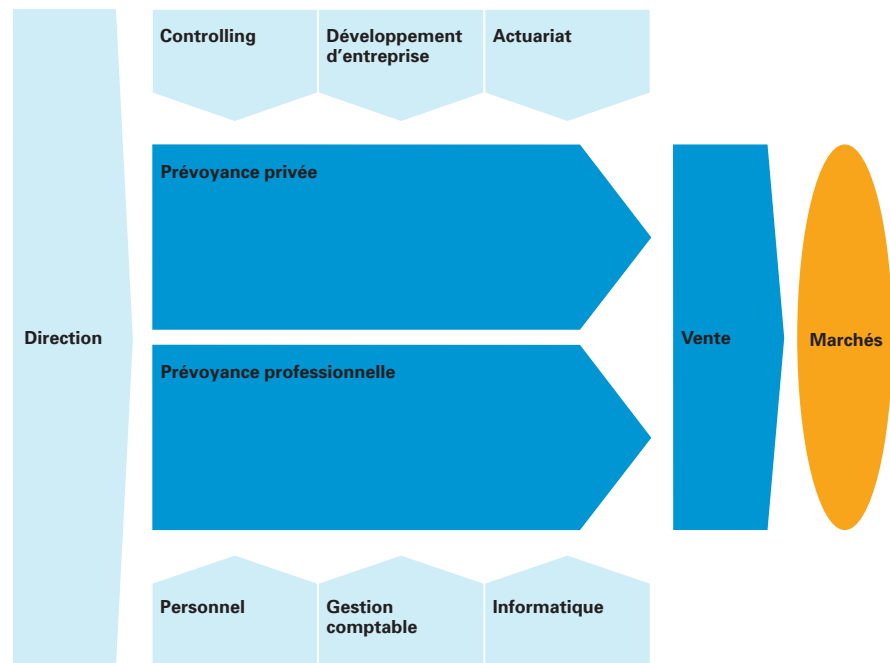 Controlling
Développement
d'entreprise
Actuariat
Prévoyance privée
Direction
Vente
Marchés
Prévoyance professionnelle
Personnel
Gestion
comptable
Informatique